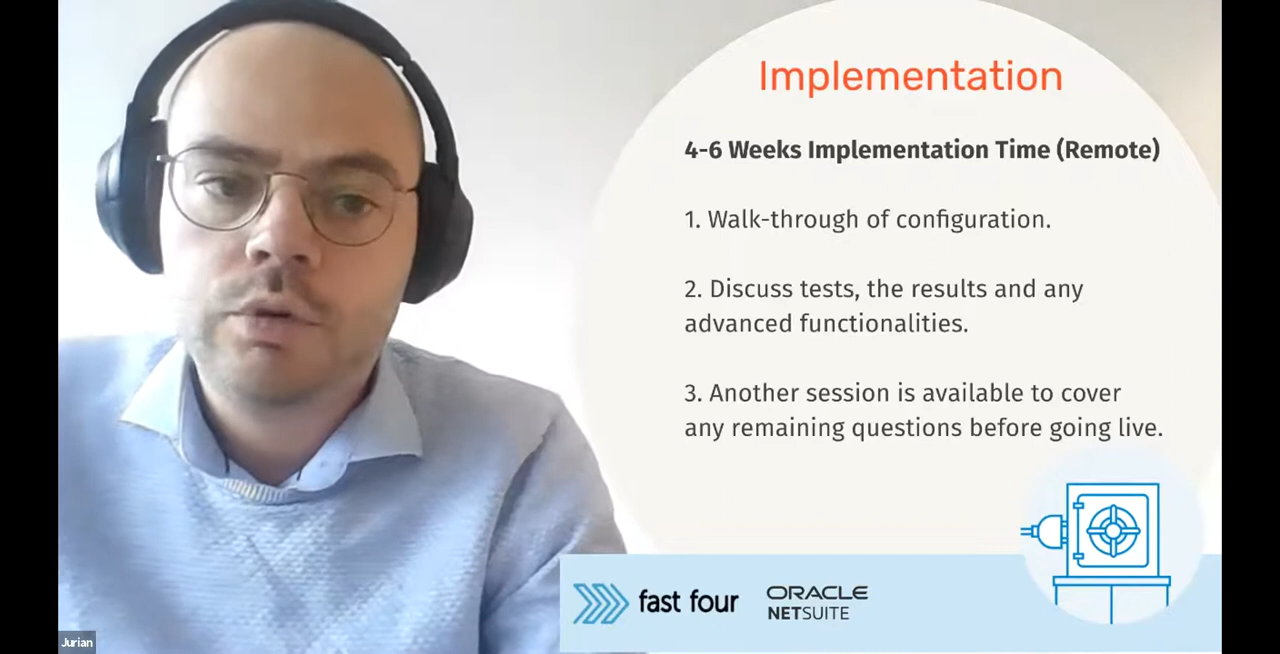 Implementation
4-6 Weeks Implementation Time (Remote)
1. Walk-through of configuration.
2. Discuss tests, the results and any
advanced functionalities.
3. Another session is available to cover
any remaining questions before going live.
fast four
ORACLE
NETSUITE
Jurian